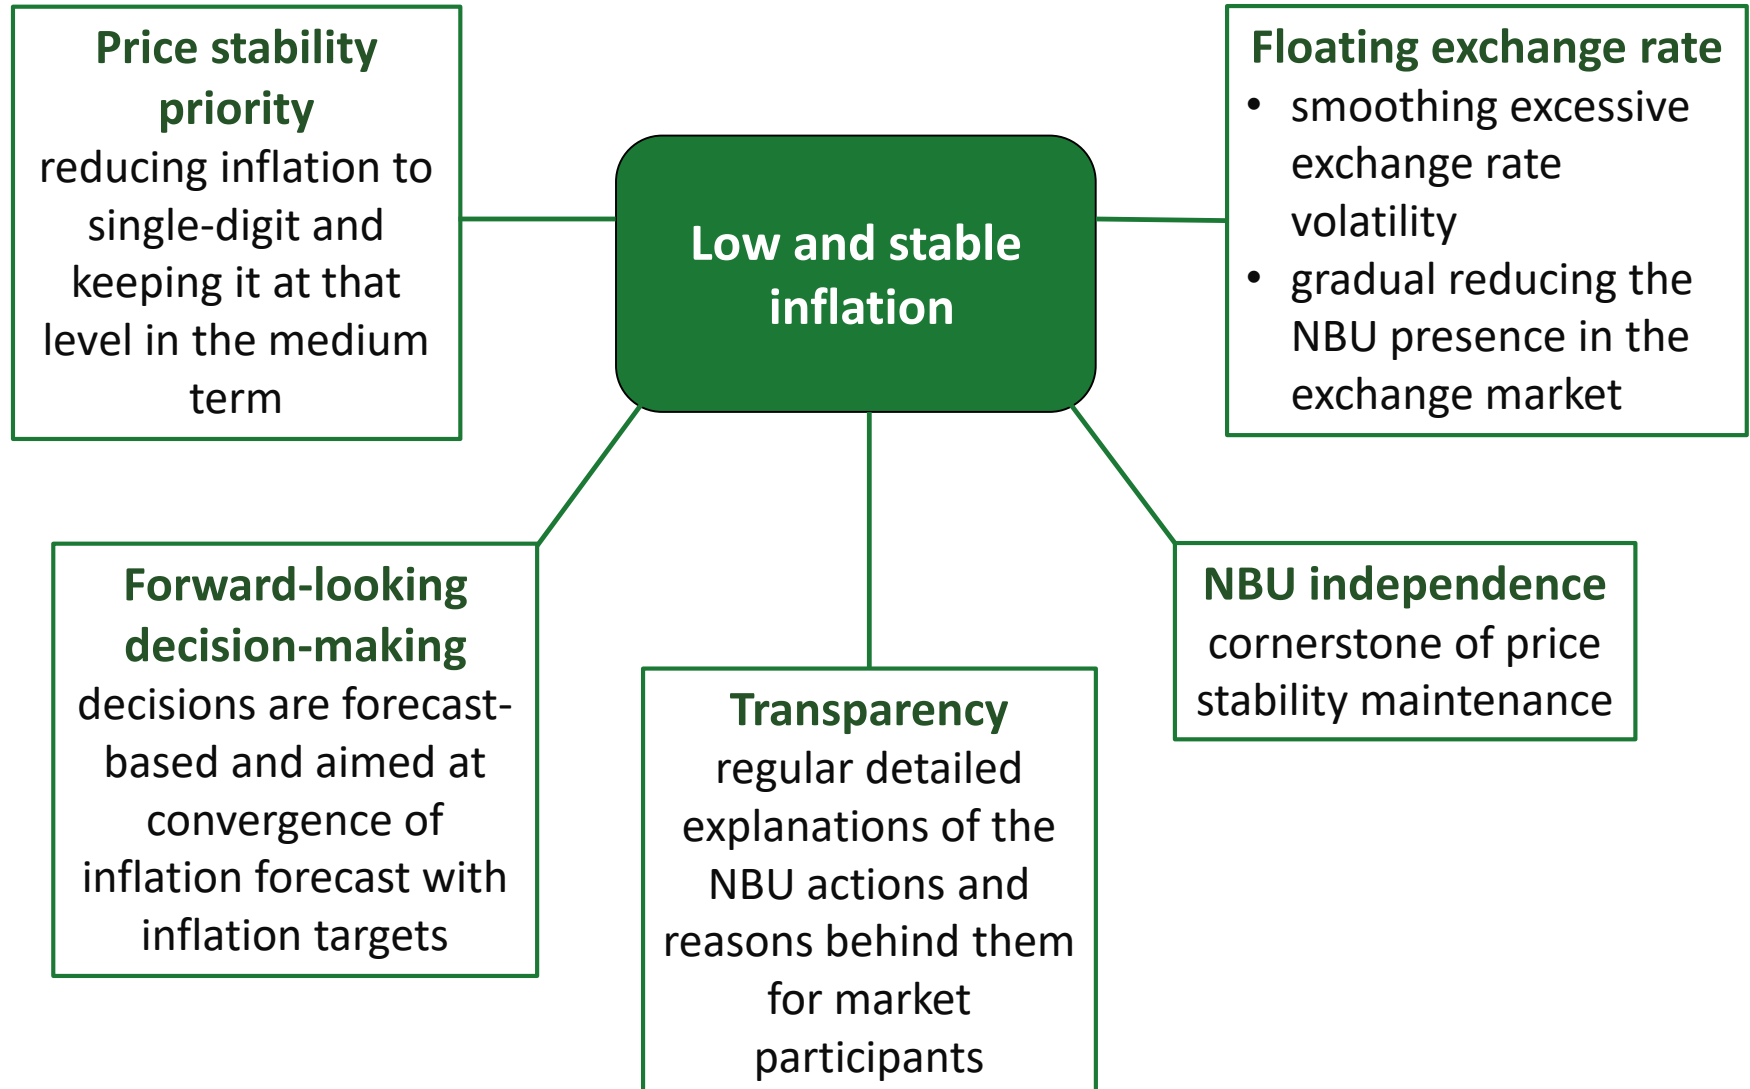 Price stability
priority
reducing inflation to
single-digit and
keeping it at that
level in the medium
term
Low and stable
inflation
Floating exchange rate
• smoothing excessive
exchange rate
volatility
• gradual reducing the
NBU presence in the
exchange market
Forward-looking
decision-making
decisions are forecast-
based and aimed at
convergence of
inflation forecast with
inflation targets
Transparency
regular detailed
explanations of the
NBU actions and
reasons behind them
for market
participants
NBU independence
cornerstone of price
stability maintenance